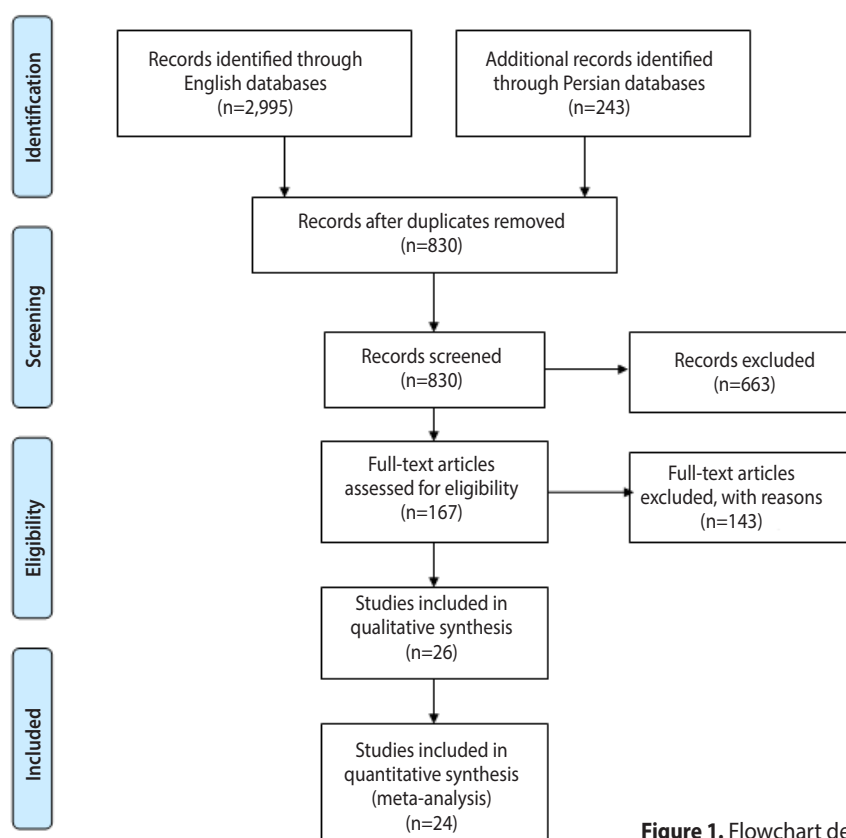 Identification
Records identified through
English databases
(n=2,995)
Additional records identified
through Persian databases
(n=243)
Records after duplicates removed
(n=830)
Screening
Records screened
(n=830)
Records excluded
(n=663)
Eligibility
Full-text articles
assessed for eligibility
(n=167)
Full-text articles
excluded, with reasons
(n=143)
Studies included in
qualitative synthesis
(n=26)
Included
Studies included in
quantitative synthesis
(meta-analysis)
(n=24)
Figure 1. Flowchart de